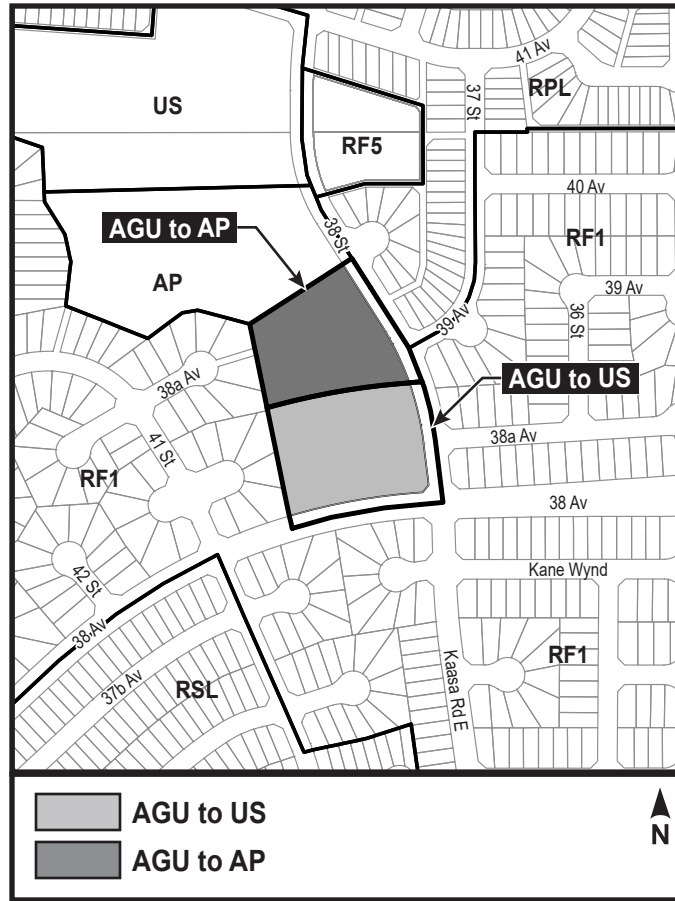 41 Av
US
37 St
RPL
RF5
40 Av
38 St
AGU to AP
RF1
AP
39 Av
36 St
39 Av
38a Av
AGU to US
41 St
38a Av
RF1
38 Av
42 St
Kane Wynd
38 Av
37b Av
RSL
Kaasa Rd E
RF1
AGU to US
AGU to AP
N